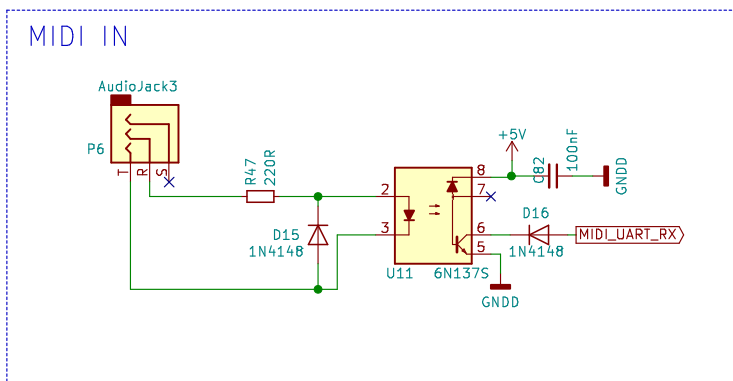 MIDI IN
AudioJack3
P6
T
R
S
R47
220R
D15
1N4148
2
3
8
7
6
5
U11
6N137S
+5V
C82
100nF
GNDD
D16
1N4148
MIDI_UART_RX
GNDD